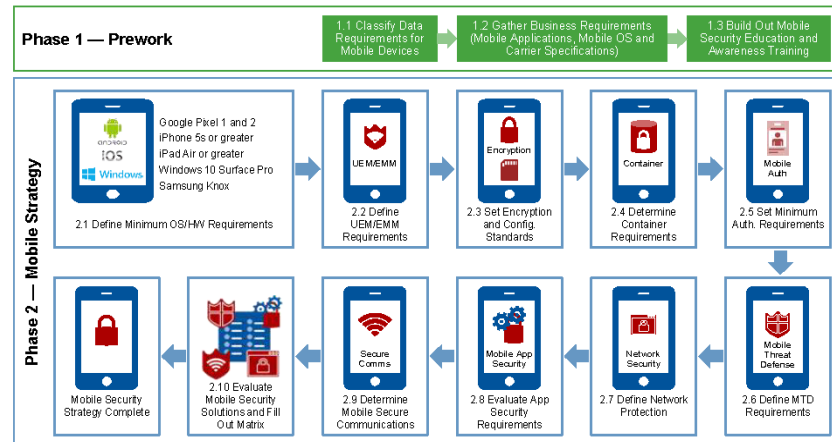 Phase 1 — Prework
1.1 Classify Data
Requirements for
Mobile Devices
1.2 Gather Business Requirements
(Mobile Applications, Mobile OS and
Carrier Specifications)
1.3 Build Out Mobile
Security Education and
Awareness Training
Phase 2 — Mobile Strategy
ANDROID
iOS
Windows
Google Pixel 1 and 2
iPhone 5s or greater
iPad Air or greater
Windows 10 Surface Pro
Samsung Knox
2.1 Define Minimum OS/HW Requirements
UEM/EMM
2.2 Define
UEM/EMM
Requirements
Encryption
2.3 Set Encryption
and Config.
Standards
Container
2.4 Determine
Container
Requirements
Mobile
Auth
2.5 Set Minimum
Auth. Requirements
Mobile
Threat
Defense
2.6 Define MTD
Requirements
Network
Security
2.7 Define Network
Protection
Mobile App
Security
2.8 Evaluate App
Security
Requirements
Secure
Comms
2.9 Determine
Mobile Secure
Communications
2.10 Evaluate
Mobile Security
Solutions and Fill
Out Matrix
Mobile Security
Strategy Complete